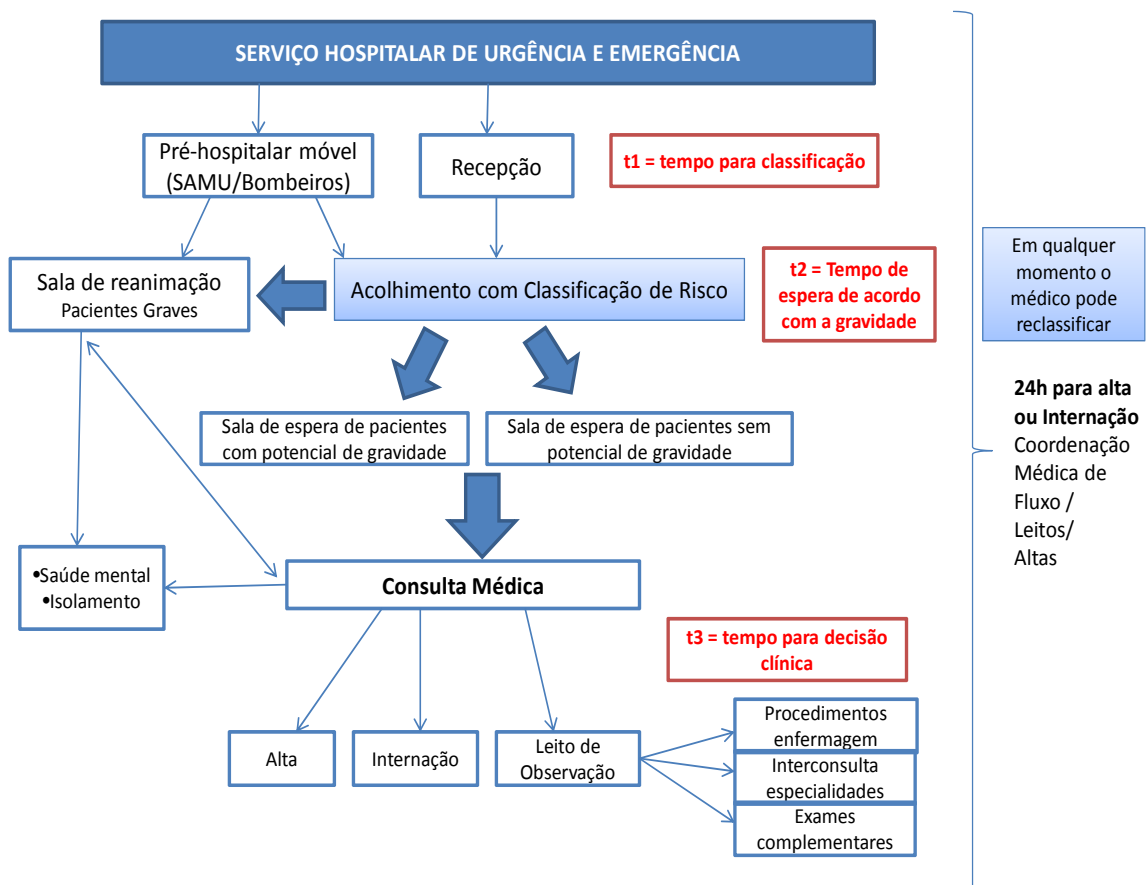 SERVIÇO HOSPITALAR DE URGÊNCIA E EMERGÊNCIA
Pré-hospitalar móvel
(SAMU/Bombeiros)
Recepção
t1 = tempo para classificação
Sala de reanimação
Pacientes Graves
Acolhimento com Classificação de Risco
t2 = Tempo de
espera de acordo
com a gravidade
Em qualquer
momento o
médico pode
reclassificar
24h para alta
ou Internação
Coordenação
Médica de
Fluxo /
Leitos/
Altas
Sala de espera de pacientes
com potencial de gravidade
Sala de espera de pacientes sem
potencial de gravidade
•Saúde mental
•Isolamento
Consulta Médica
t3 = tempo para decisão
clínica
Alta
Internação
Leito de
Observação
Procedimentos
enfermagem
Interconsulta
especialidades
Exames
complementares